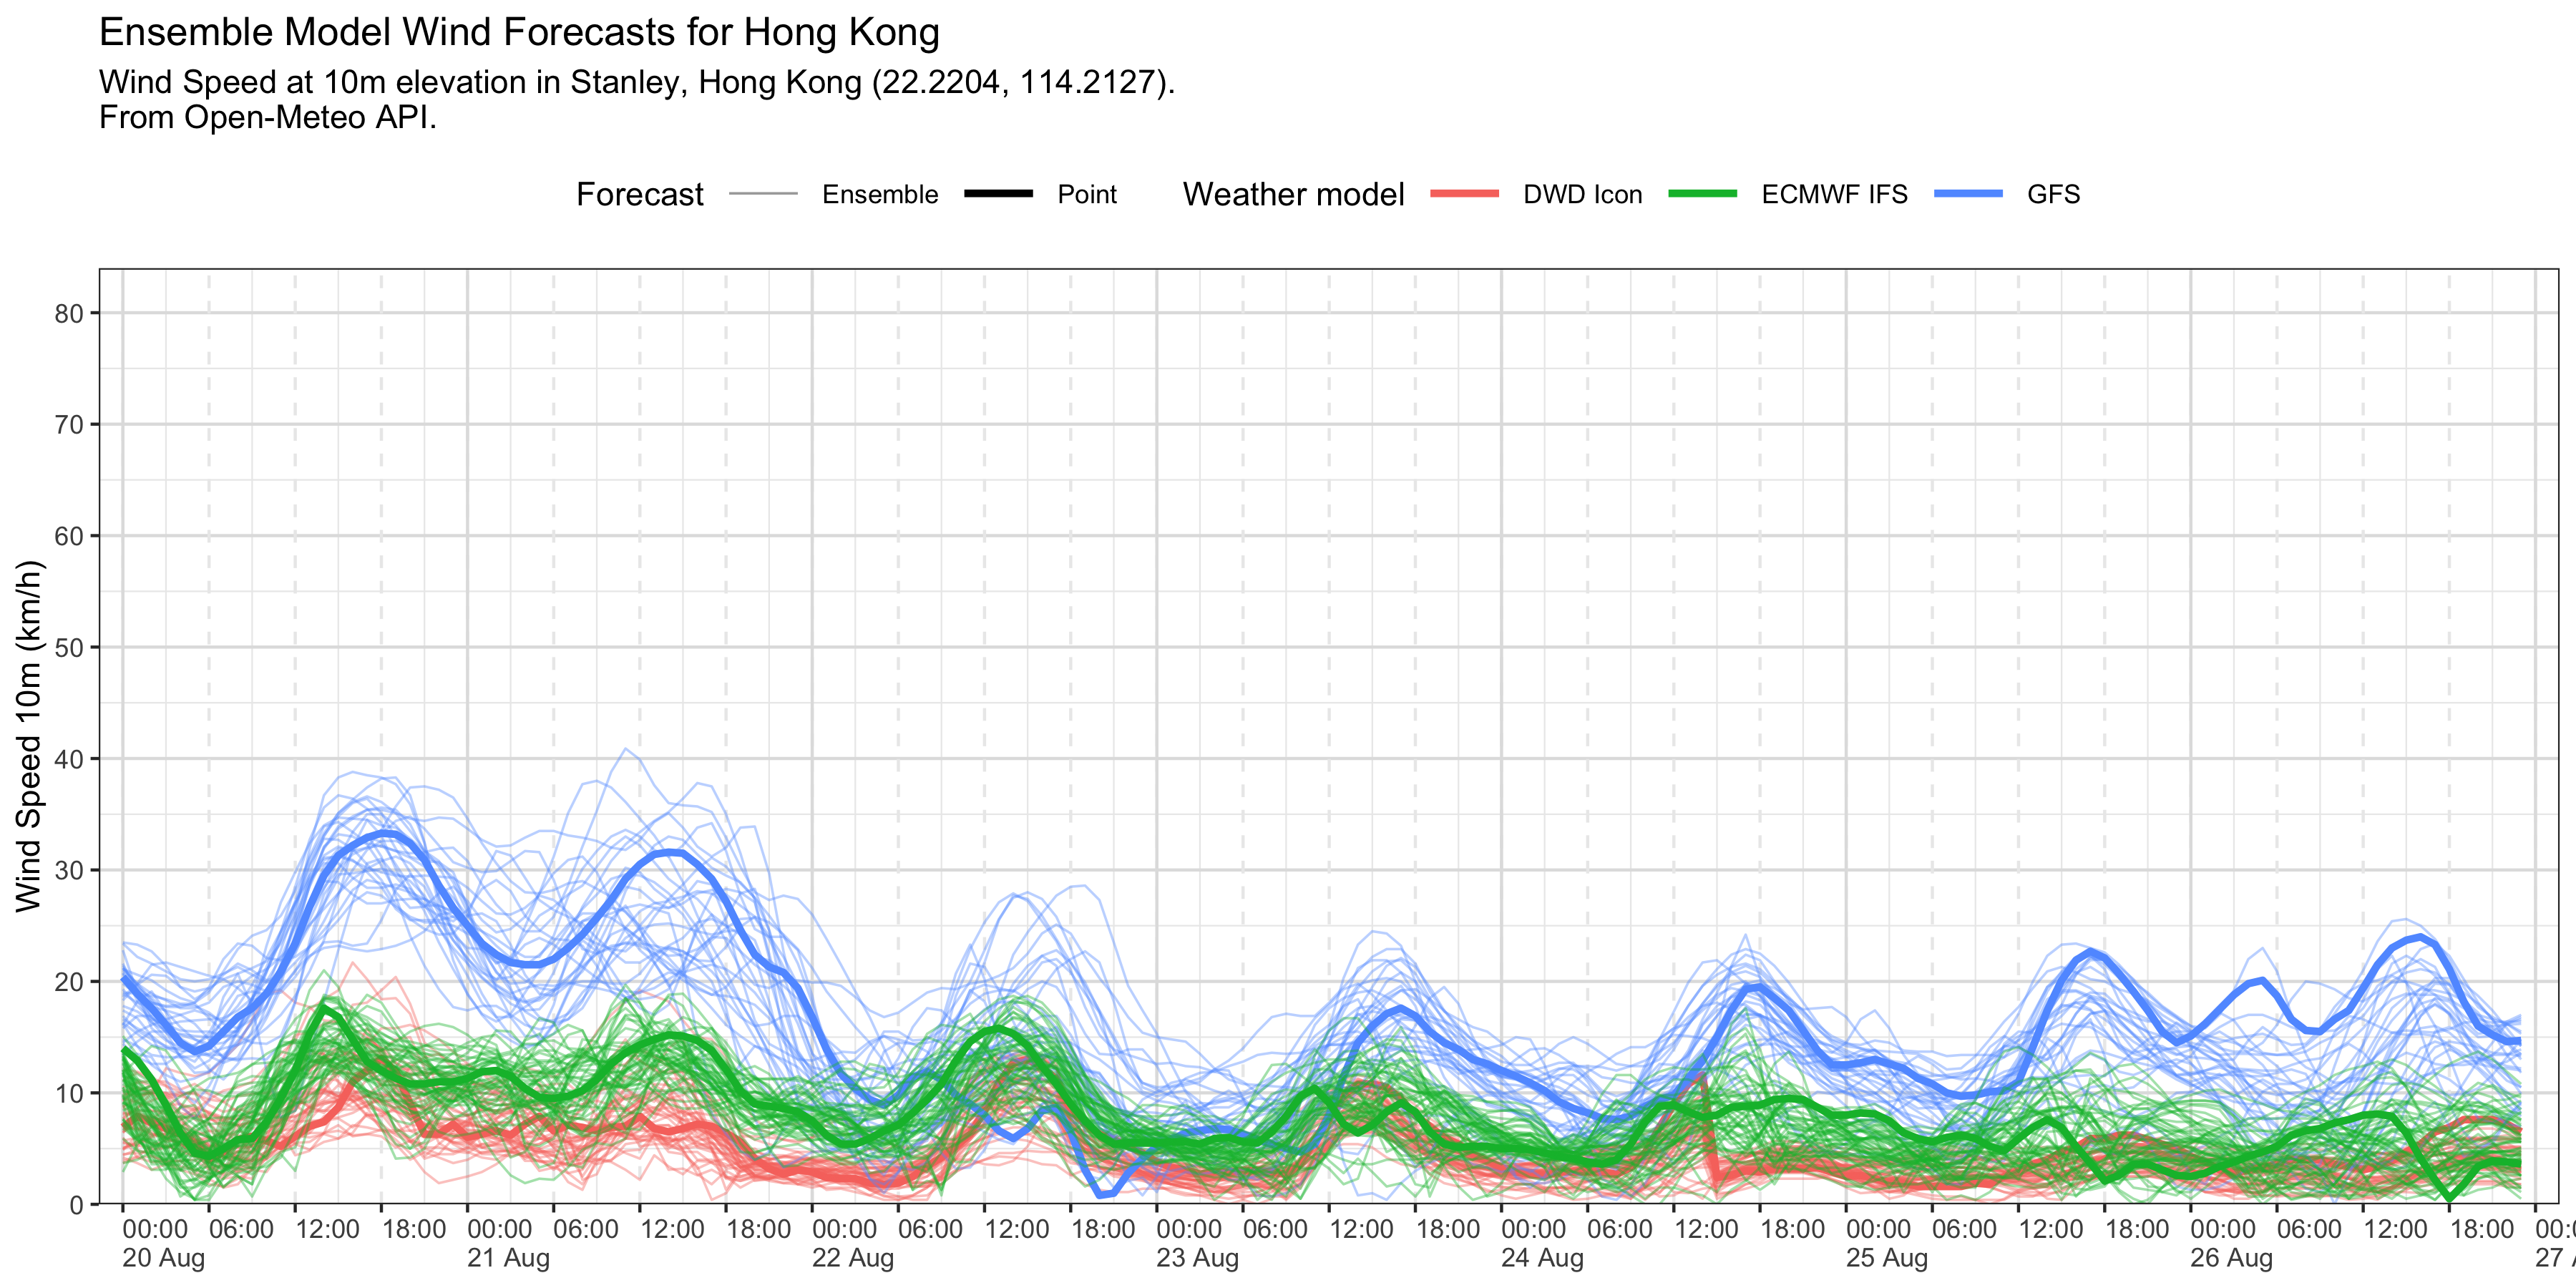 Ensemble Model Wind Forecasts for Hong Kong
Wind Speed at 10m elevation in Stanley, Hong Kong (22.2204, 114.2127).
From Open-Meteo API.
Forecast Ensemble Point Weather model DWD Icon ECMWF IFS GFS
Wind Speed 10m (km/h)
80
70
60
50
40
30
20
10
0
00:00 06:00 12:00 18:00 00:00 06:00 12:00 18:00 00:00 06:00 12:00 18:00 00:00 06:00 12:00 18:00 00:00 06:00 12:00 18:00 00:00 06:00 12:00 18:00 00:00 06:00 12:00 18:00
20 Aug 21 Aug 22 Aug 23 Aug 24 Aug 25 Aug 26 Aug 27